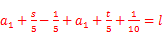 a₁ + s/5 − 1/5 + a₁ + t/5 + 1/10 = l